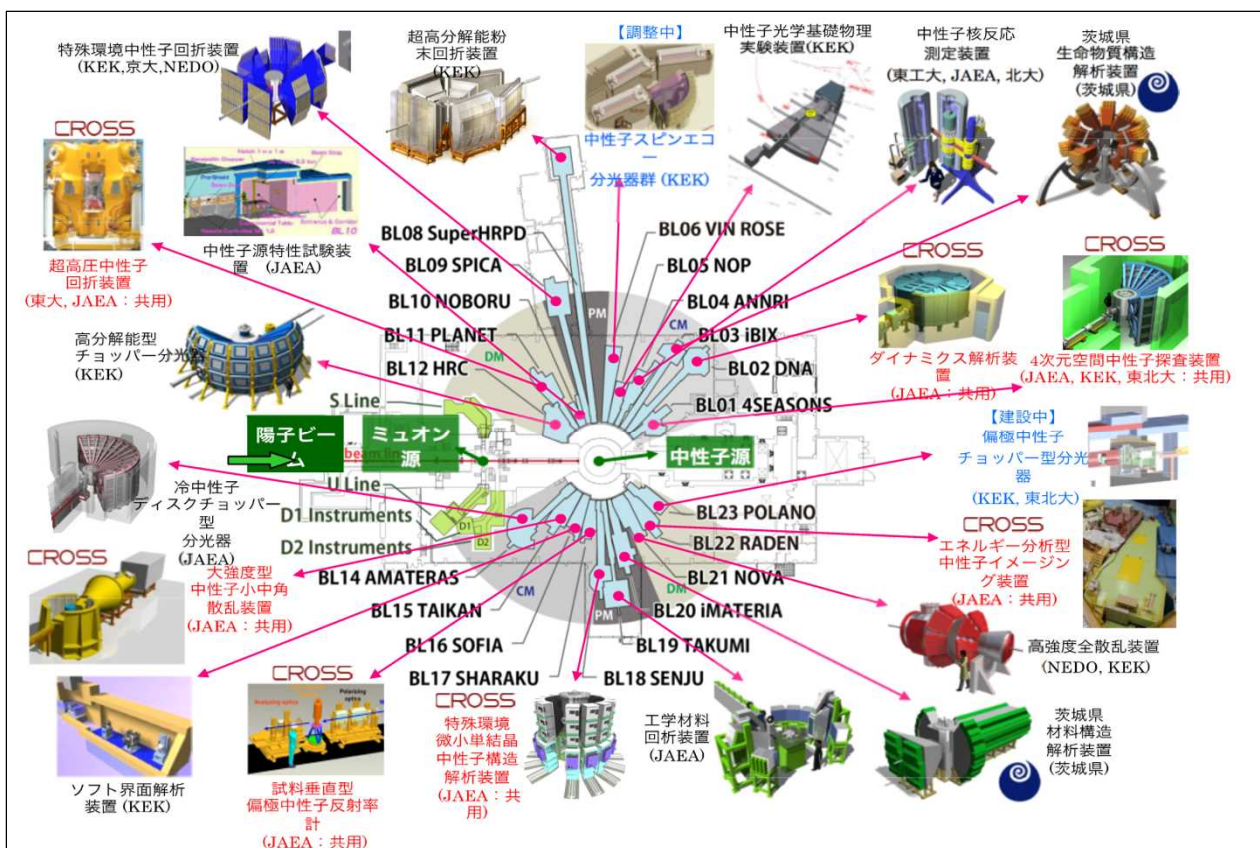 特殊環境中性子回折装置
(KEK,京大,NEDO)
超高分解能粉
末回折装置
(KEK)
【調整中】
中性子スピンエコー
分光器群 (KEK)
中性子光学基礎物理
実験装置(KEK)
中性子核反応
測定装置
(東工大, JAEA, 北大)
茨城県
生命物質構造
解析装置
(茨城県)
CROSS
超高圧中性子
回折装置
(東大, JAEA：共用)
BL10
中性子源特性試験装
置 (JAEA)
高分解能型
チョッパー分光器
(KEK)
CROSS
ダイナミクス解析装
置
(JAEA：共用)
CROSS
4次元空間中性子探査装置
(JAEA, KEK, 東北大：共用)
【建設中】
偏極中性子
チョッパー型分光
器
(KEK, 東北大)
BL08 SuperHRPD
BL09 SPICA
BL10 NOBORU
BL11 PLANET
BL12 HRC
BL06 VIN ROSE
BL05 NOP
BL04 ANNRI
BL03 iBIX
BL02 DNA
BL01 4SEASONS
PM
CM
DM
S Line
陽子ビー
ム
beam line
ミュオン
源
中性子源
U Line
D1 Instruments
D2 Instruments
D1
D2
BL14 AMATERAS
BL15 TAIKAN
BL16 SOFIA
BL17 SHARAKU
BL18 SENJU
BL19 TAKUMI
BL20 iMATERIA
BL21 NOVA
BL22 RADEN
BL23 POLANO
CM
PM
DM
冷中性子
ディスクチョッパー
型
分光器
(JAEA)
CROSS
大強度型
中性子小中角
散乱装置
(JAEA：共用)
ソフト界面解析
装置 (KEK)
CROSS
Analyzing optics
Polarizing
optics
試料垂直型
偏極中性子反射率
計
(JAEA：共用)
CROSS
特殊環境
微小単結晶
中性子構造
解析装置
(JAEA：共
用)
工学材料
回析装置
(JAEA)
CROSS
エネルギー分析型
中性子イメージン
グ装置
(JAEA：共用)
高強度全散乱装置
(NEDO, KEK)
茨城県
材料構造
解析装置
(茨城県)